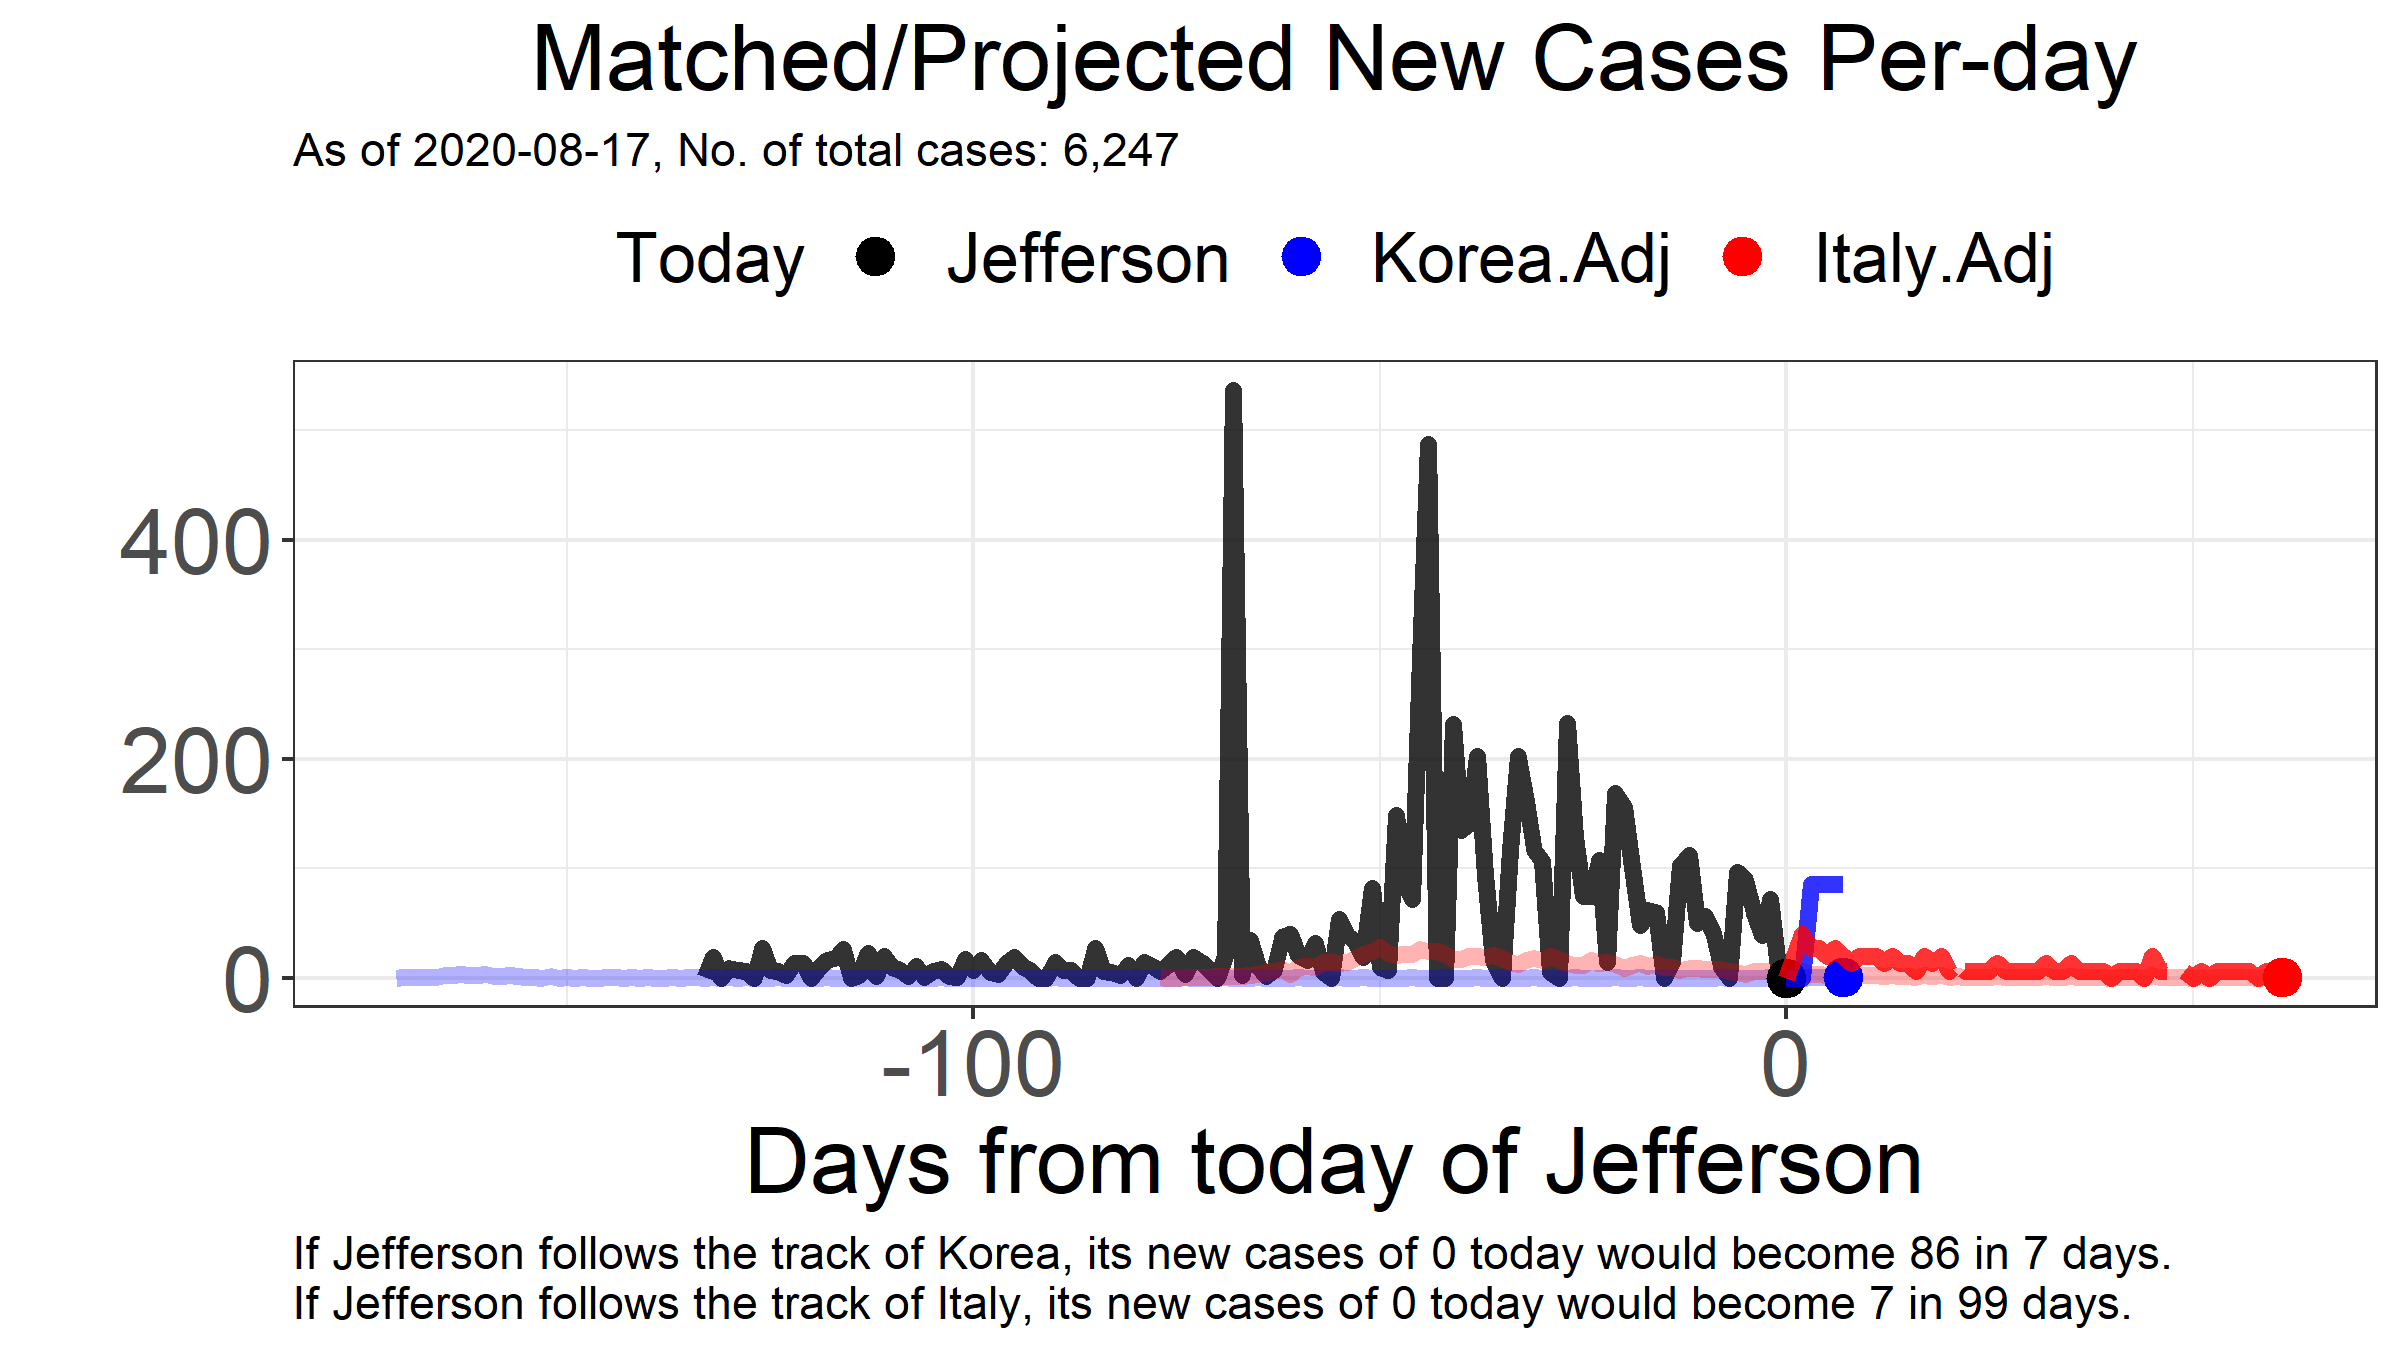 Matched/Projected New Cases Per-day
As of 2020-08-17, No. of total cases: 6,247
Today Jefferson Korea.Adj Italy.Adj
400
200
0
-100 0
Days from today of Jefferson
If Jefferson follows the track of Korea, its new cases of 0 today would become 86 in 7 days.
If Jefferson follows the track of Italy, its new cases of 0 today would become 7 in 99 days.